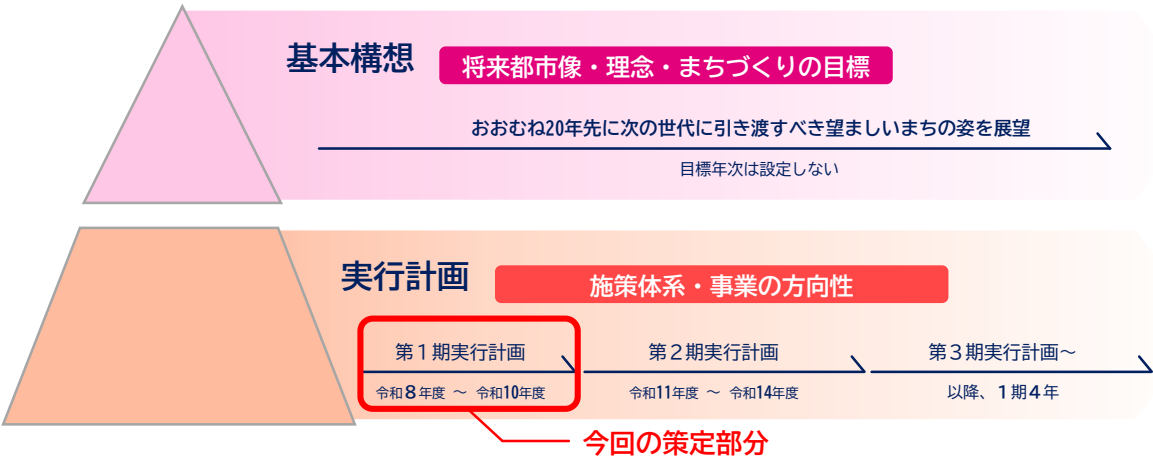 基本構想
将来都市像・理念・まちづくりの目標
おおむね20年先に次の世代に引き渡すべき望ましいまちの姿を展望
目標年次は設定しない
実行計画
施策体系・事業の方向性
第１期実行計画
令和８年度 ～ 令和10年度
第２期実行計画
令和11年度 ～ 令和14年度
第３期実行計画～
以降、１期４年
今回の策定部分